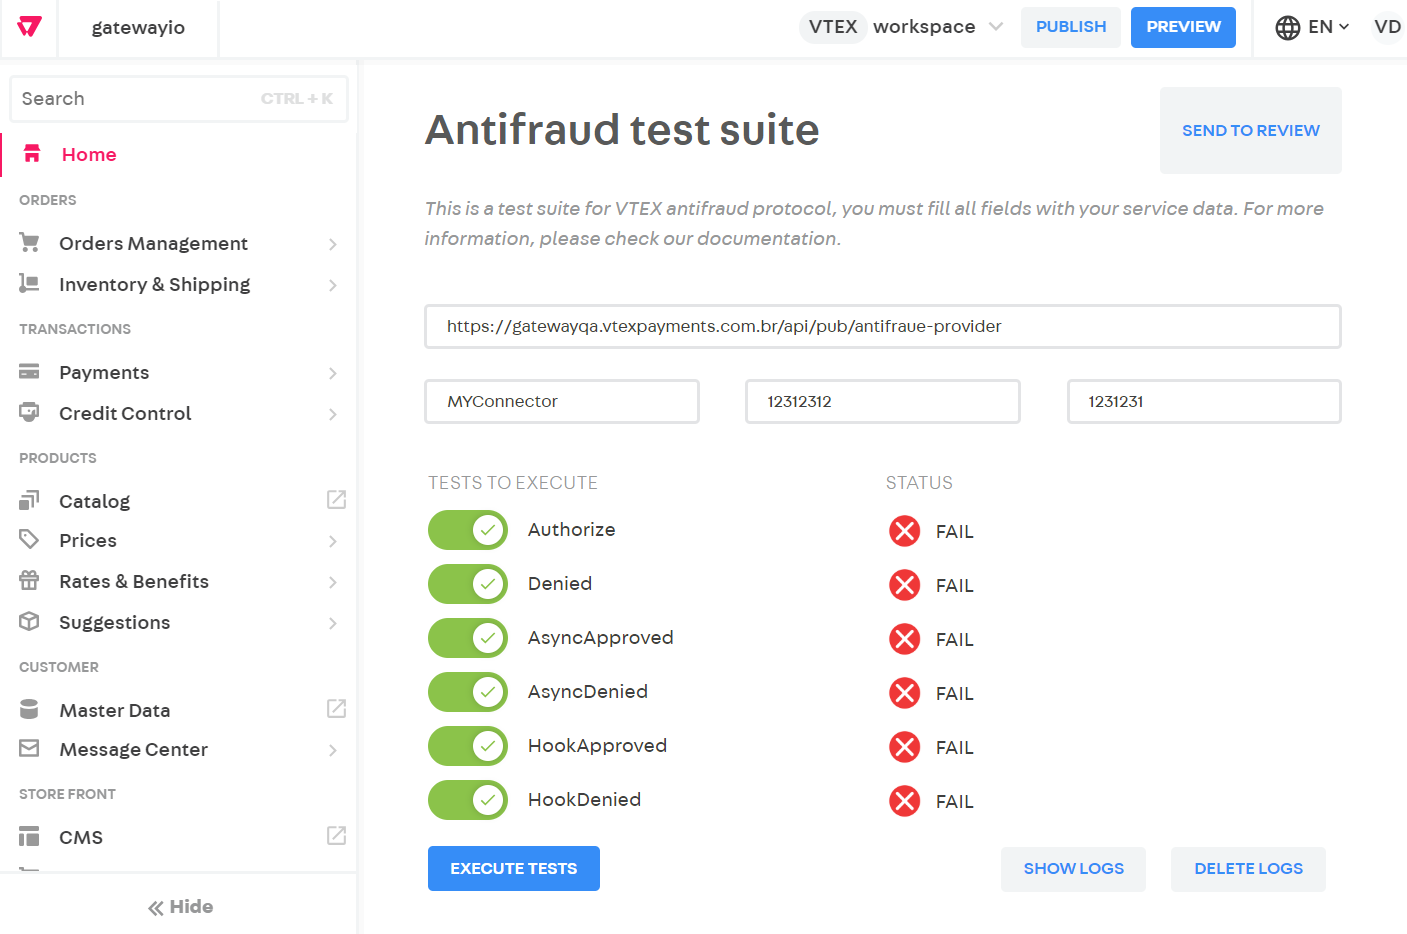 gatewayio
VTEX workspace
PUBLISH
PREVIEW
EN
VD
Search CTRL + K
Home
ORDERS
Orders Management
Inventory & Shipping
TRANSACTIONS
Payments
Credit Control
PRODUCTS
Catalog
Prices
Rates & Benefits
Suggestions
CUSTOMER
Master Data
Message Center
STORE FRONT
CMS
Hide
Antifraud test suite
SEND TO REVIEW
This is a test suite for VTEX antifraud protocol, you must fill all fields with your service data. For more
information, please check our documentation.
https://gatewayqa.vtexpayments.com.br/api/pub/antifraue-provider
MYConnector
12312312
1231231
TESTS TO EXECUTE STATUS
Authorize FAIL
Denied FAIL
AsyncApproved FAIL
AsyncDenied FAIL
HookApproved FAIL
HookDenied FAIL
EXECUTE TESTS
SHOW LOGS
DELETE LOGS